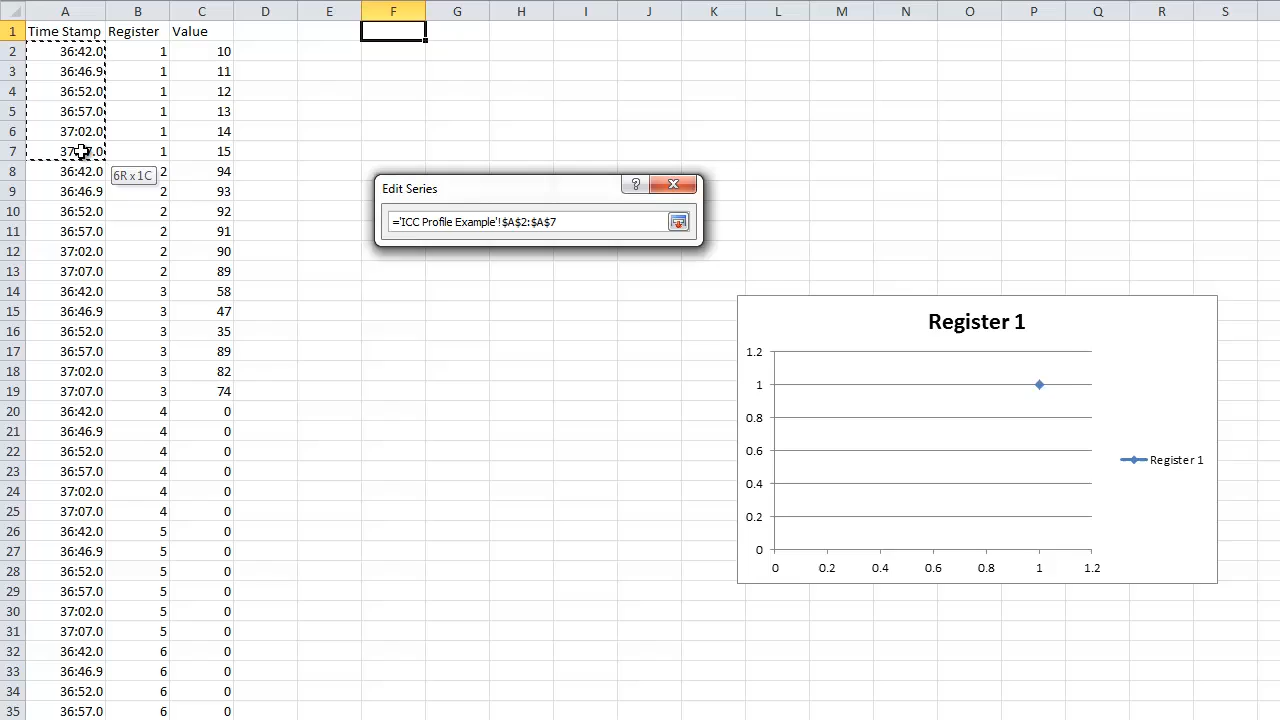 A B C D E F G H I J K L M N O P Q R S
1 Time Stamp Register Value
2 36:42.0 1 10
3 36:46.9 1 11
4 36:52.0 1 12
5 36:57.0 1 13
6 37:02.0 1 14
7 1 15
8 36:42.0 2 94
6R x 1C
9 36:46.9 2 93
10 36:52.0 2 92
11 36:57.0 2 91
12 37:02.0 2 90
13 37:07.0 2 89
14 36:42.0 3 58
15 36:46.9 3 47
16 36:52.0 3 35
17 36:57.0 3 89
18 37:02.0 3 82
19 37:07.0 3 74
20 36:42.0 4 0
21 36:46.9 4 0
22 36:52.0 4 0
23 36:57.0 4 0
24 37:02.0 4 0
25 37:07.0 4 0
26 36:42.0 5 0
27 36:46.9 5 0
28 36:52.0 5 0
29 36:57.0 5 0
30 37:02.0 5 0
31 37:07.0 5 0
32 36:42.0 6 0
33 36:46.9 6 0
34 36:52.0 6 0
35 36:57.0 6 0
Edit Series
?
='ICC Profile Example'!$A$2:$A$7
Register 1
1.2
1
0.8
0.6
0.4
0.2
0
0 0.2 0.4 0.6 0.8 1 1.2
Register 1